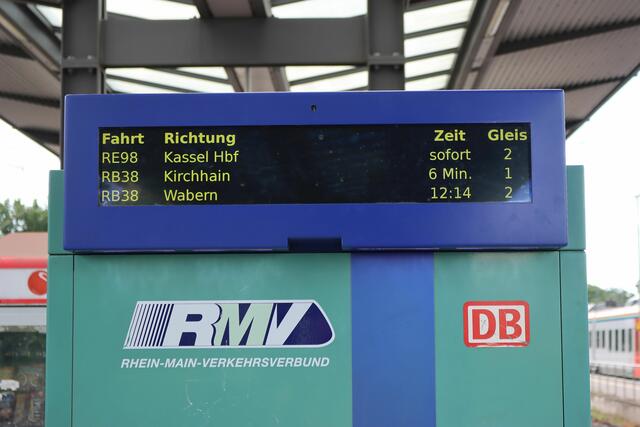 Fahrt Richtung Zeit Gleis
RE98 Kassel Hbf sofort 2
RB38 Kirchhain 6 Min. 1
RB38 Wabern 12:14 2
RMV DB
RHEIN-MAIN-VERKEHRSVERBUND